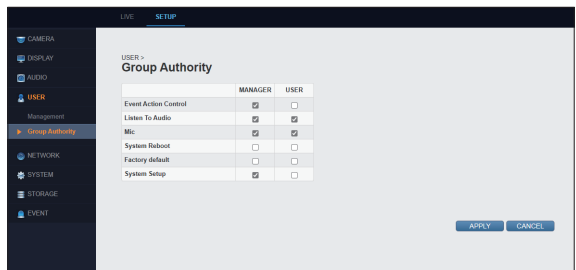 LIVE SETUP
CAMERA
DISPLAY
AUDIO
USER
Management
Group Authority
NETWORK
SYSTEM
STORAGE
EVENT
USER >
Group Authority
MANAGER USER
Event Action Control
Listen To Audio
Mic
System Reboot
Factory default
System Setup
APPLY CANCEL